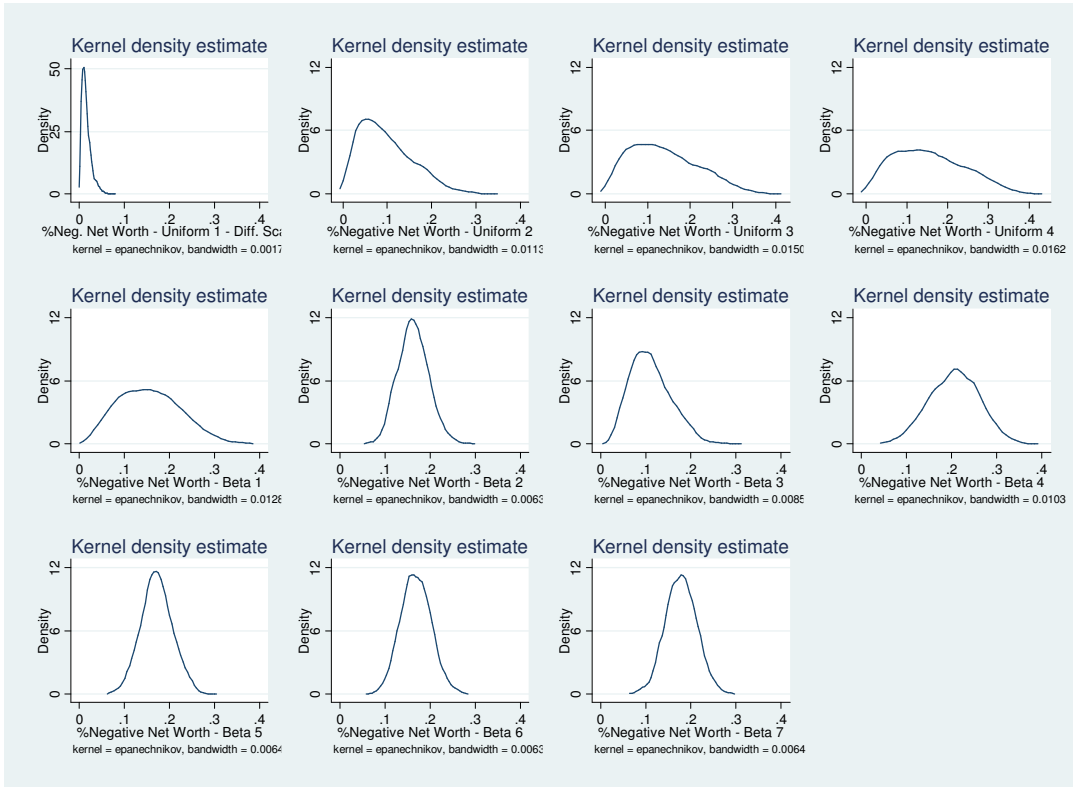 Kernel density estimate
Density
0 25 50
0 .1 .2 .3 .4
%Neg. Net Worth - Uniform 1 - Diff. Sca
kernel = epanechnikov, bandwidth = 0.0017
Kernel density estimate
Density
0 6 12
0 .1 .2 .3 .4
%Negative Net Worth - Uniform 2
kernel = epanechnikov, bandwidth = 0.0113
Kernel density estimate
Density
0 6 12
0 .1 .2 .3 .4
%Negative Net Worth - Uniform 3
kernel = epanechnikov, bandwidth = 0.0150
Kernel density estimate
Density
0 6 12
0 .1 .2 .3 .4
%Negative Net Worth - Uniform 4
kernel = epanechnikov, bandwidth = 0.0162
Kernel density estimate
Density
0 6 12
0 .1 .2 .3 .4
%Negative Net Worth - Beta 1
kernel = epanechnikov, bandwidth = 0.0128
Kernel density estimate
Density
0 6 12
0 .1 .2 .3 .4
%Negative Net Worth - Beta 2
kernel = epanechnikov, bandwidth = 0.0063
Kernel density estimate
Density
0 6 12
0 .1 .2 .3 .4
%Negative Net Worth - Beta 3
kernel = epanechnikov, bandwidth = 0.0085
Kernel density estimate
Density
0 6 12
0 .1 .2 .3 .4
%Negative Net Worth - Beta 4
kernel = epanechnikov, bandwidth = 0.0103
Kernel density estimate
Density
0 6 12
0 .1 .2 .3 .4
%Negative Net Worth - Beta 5
kernel = epanechnikov, bandwidth = 0.0064
Kernel density estimate
Density
0 6 12
0 .1 .2 .3 .4
%Negative Net Worth - Beta 6
kernel = epanechnikov, bandwidth = 0.0063
Kernel density estimate
Density
0 6 12
0 .1 .2 .3 .4
%Negative Net Worth - Beta 7
kernel = epanechnikov, bandwidth = 0.0064